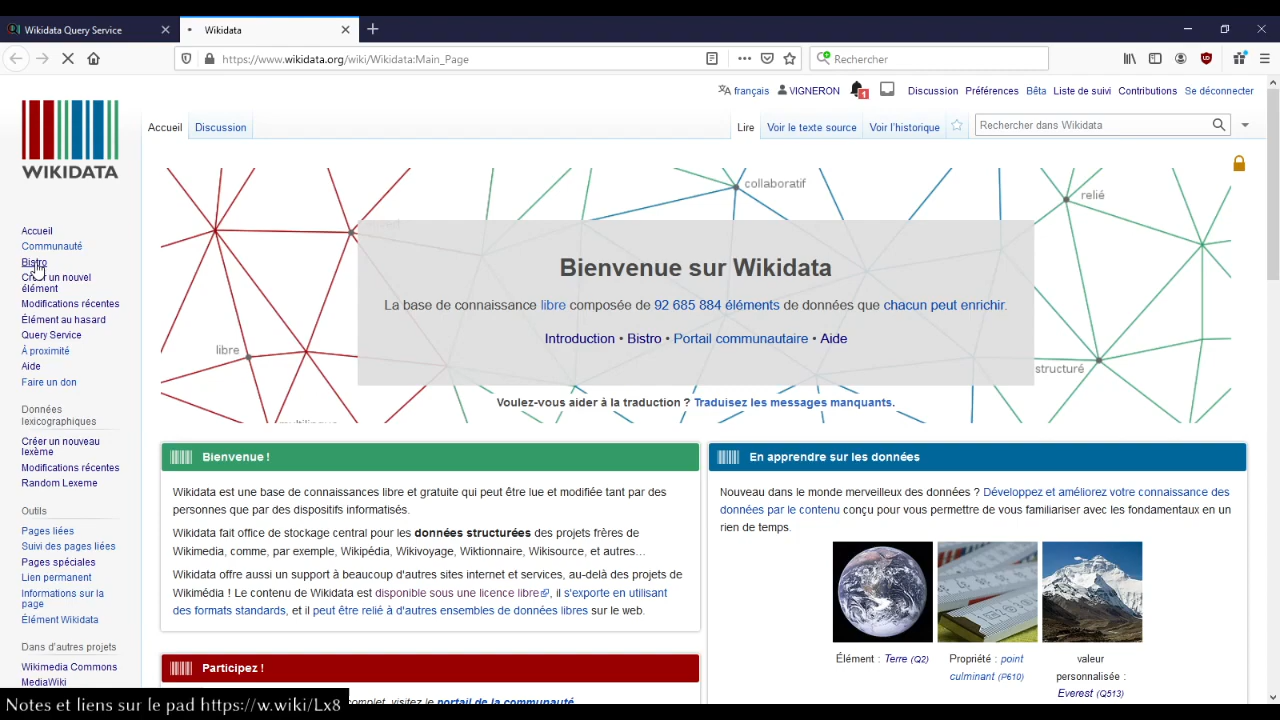 Wikidata Query Service
Wikidata
https://www.wikidata.org/wiki/Wikidata:Main_Page
Rechercher
français
VIGNERON
1
Discussion
Préférences
Bêta
Liste de suivi
Contributions
Se déconnecter
WIKIDATA
Accueil
Discussion
Lire
Voir le texte source
Voir l'historique
Rechercher dans Wikidata
Accueil
Communauté
Bistro
Créer un nouvel
élément
Modifications récentes
Élément au hasard
Query Service
À proximité
Aide
Faire un don
Données
lexicographiques
Créer un nouveau
lexème
Modifications récentes
Random Lexeme
Outils
Pages liées
Suivi des pages liées
Pages spéciales
Lien permanent
Informations sur la
page
Élément Wikidata
Dans d'autres projets
Wikimedia Commons
MediaWiki
collaboratif
relié
libre
structuré
Bienvenue sur Wikidata
La base de connaissance libre composée de 92 685 884 éléments de données que chacun peut enrichir.
Introduction • Bistro • Portail communautaire • Aide
Voulez-vous aider à la traduction ? Traduisez les messages manquants.
Bienvenue !
Wikidata est une base de connaissances libre et gratuite qui peut être lue et modifiée tant par des
personnes que par des dispositifs informatisés.
Wikidata fait office de stockage central pour les données structurées des projets frères de
Wikimedia, comme, par exemple, Wikipédia, Wikivoyage, Wiktionnaire, Wikisource, et autres…
Wikidata offre aussi un support à beaucoup d'autres sites internet et services, au-delà des projets de
Wikimédia ! Le contenu de Wikidata est disponible sous une licence libre, il s'exporte en utilisant
des formats standards, et il peut être relié à d'autres ensembles de données libres sur le web.
Participez !
complet, visitez le portail de la communauté
En apprendre sur les données
Nouveau dans le monde merveilleux des données ? Développez et améliorez votre connaissance des
données par le contenu conçu pour vous permettre de vous familiariser avec les fondamentaux en un
rien de temps.
Élément : Terre (Q2)
Propriété : point
culminant (P610)
valeur
personnalisée :
Everest (Q513)
Notes et liens sur le pad https://w.wiki/Lx8